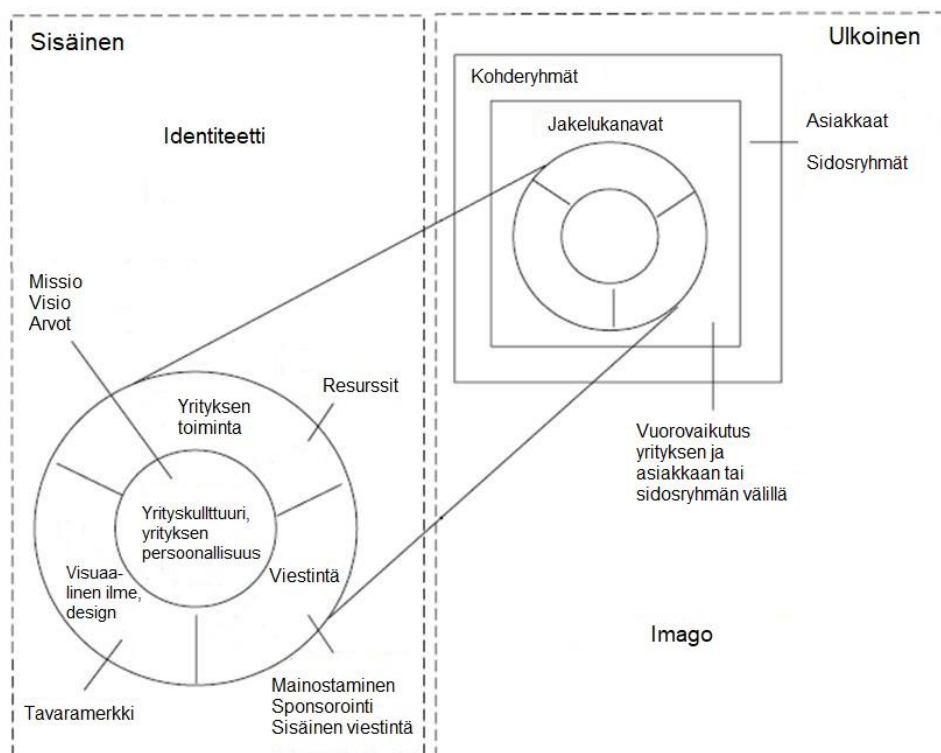 Sisäinen
Identiteetti
Missio
Visio
Arvot
Resurssit
Yrityksen
toiminta
Yrityskullttuuri,
yrityksen
persoonallisuus
Visuaa-
linen ilme,
design
Viestintä
Tavaramerkki
Mainostaminen
Sponsorointi
Sisäinen viestintä
Ulkoinen
Kohderyhmät
Jakelukanavat
Asiakkaat
Sidosryhmät
Vuorovaikutus
yrityksen ja
asiakkaan tai
sidosryhmän välillä
Imago